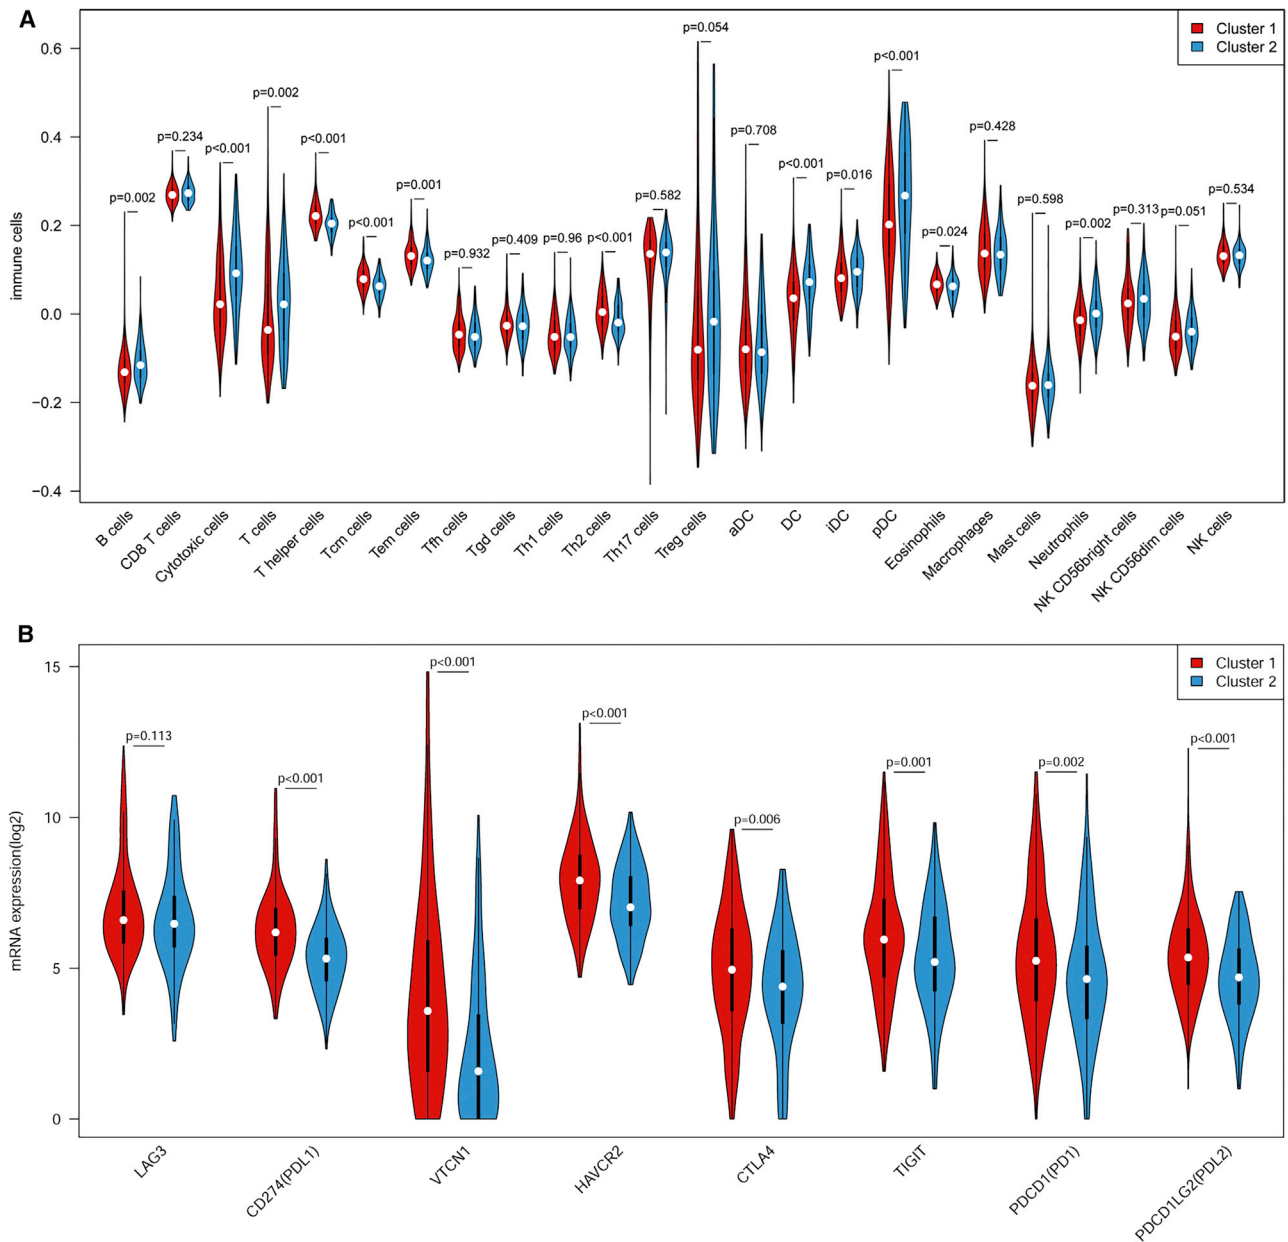 A
Cluster 1
Cluster 2
immune cells
0.6
0.4
0.2
0.0
−0.2
−0.4
p=0.002
p=0.234
p<0.001
p=0.002
p<0.001
p<0.001
p=0.001
p=0.932
p=0.409
p=0.96
p<0.001
p=0.582
p=0.054
p=0.708
p<0.001
p=0.016
p<0.001
p=0.024
p=0.428
p=0.598
p=0.002
p=0.313
p=0.051
p=0.534
B cells
CD8 T cells
Cytotoxic cells
T cells
T helper cells
Tcm cells
Tem cells
Tfh cells
Tgd cells
Th1 cells
Th2 cells
Th17 cells
Treg cells
aDC
DC
iDC
pDC
Eosinophils
Macrophages
Mast cells
Neutrophils
NK CD56bright cells
NK CD56dim cells
NK cells
B
Cluster 1
Cluster 2
mRNA expression(log2)
15
10
5
0
p=0.113
p<0.001
p<0.001
p<0.001
p=0.006
p=0.001
p=0.002
p<0.001
LAG3
CD274(PDL1)
VTCN1
HAVCR2
CTLA4
TIGIT
PDCD1(PD1)
PDCD1LG2(PDL2)